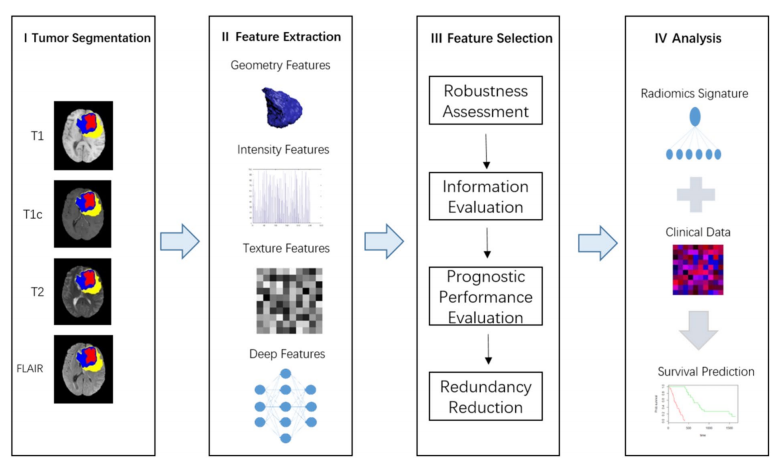 I Tumor Segmentation
T1
T1c
T2
FLAIR
II Feature Extraction
Geometry Features
Intensity Features
Texture Features
Deep Features
III Feature Selection
Robustness
Assessment
Information
Evaluation
Prognostic
Performance
Evaluation
Redundancy
Reduction
IV Analysis
Radiomics Signature
Clinical Data
Survival Prediction